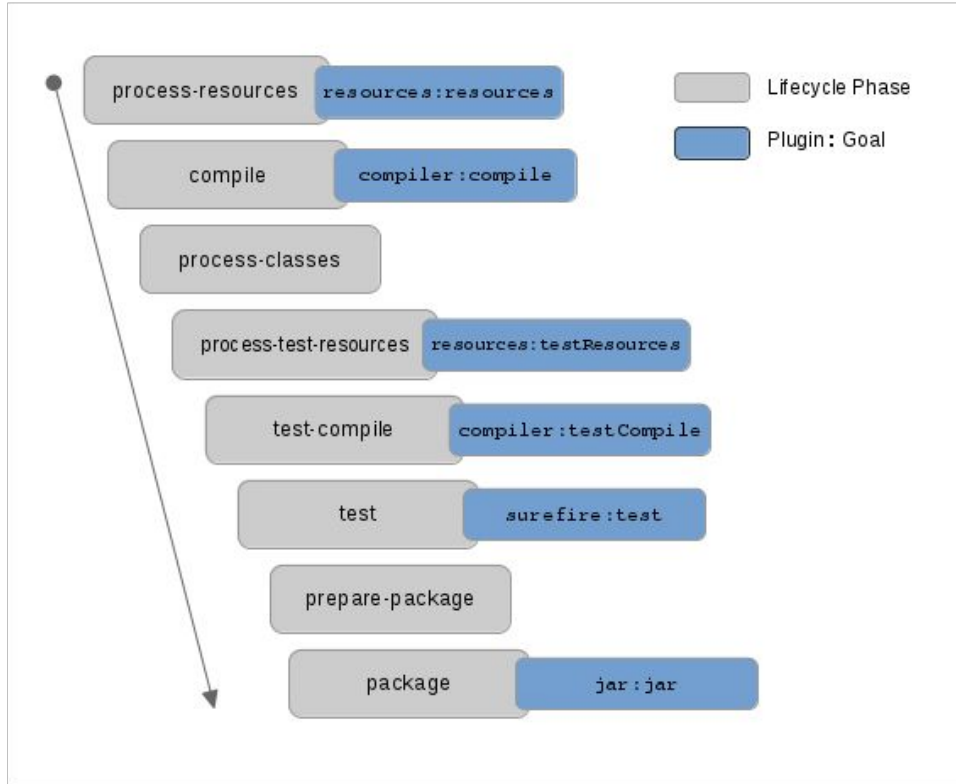 process-resources resources:resources
Lifecycle Phase
Plugin: Goal
compile compiler:compile
process-classes
process-test-resources resources:testResources
test-compile compiler:testCompile
test surefire:test
prepare-package
package jar:jar